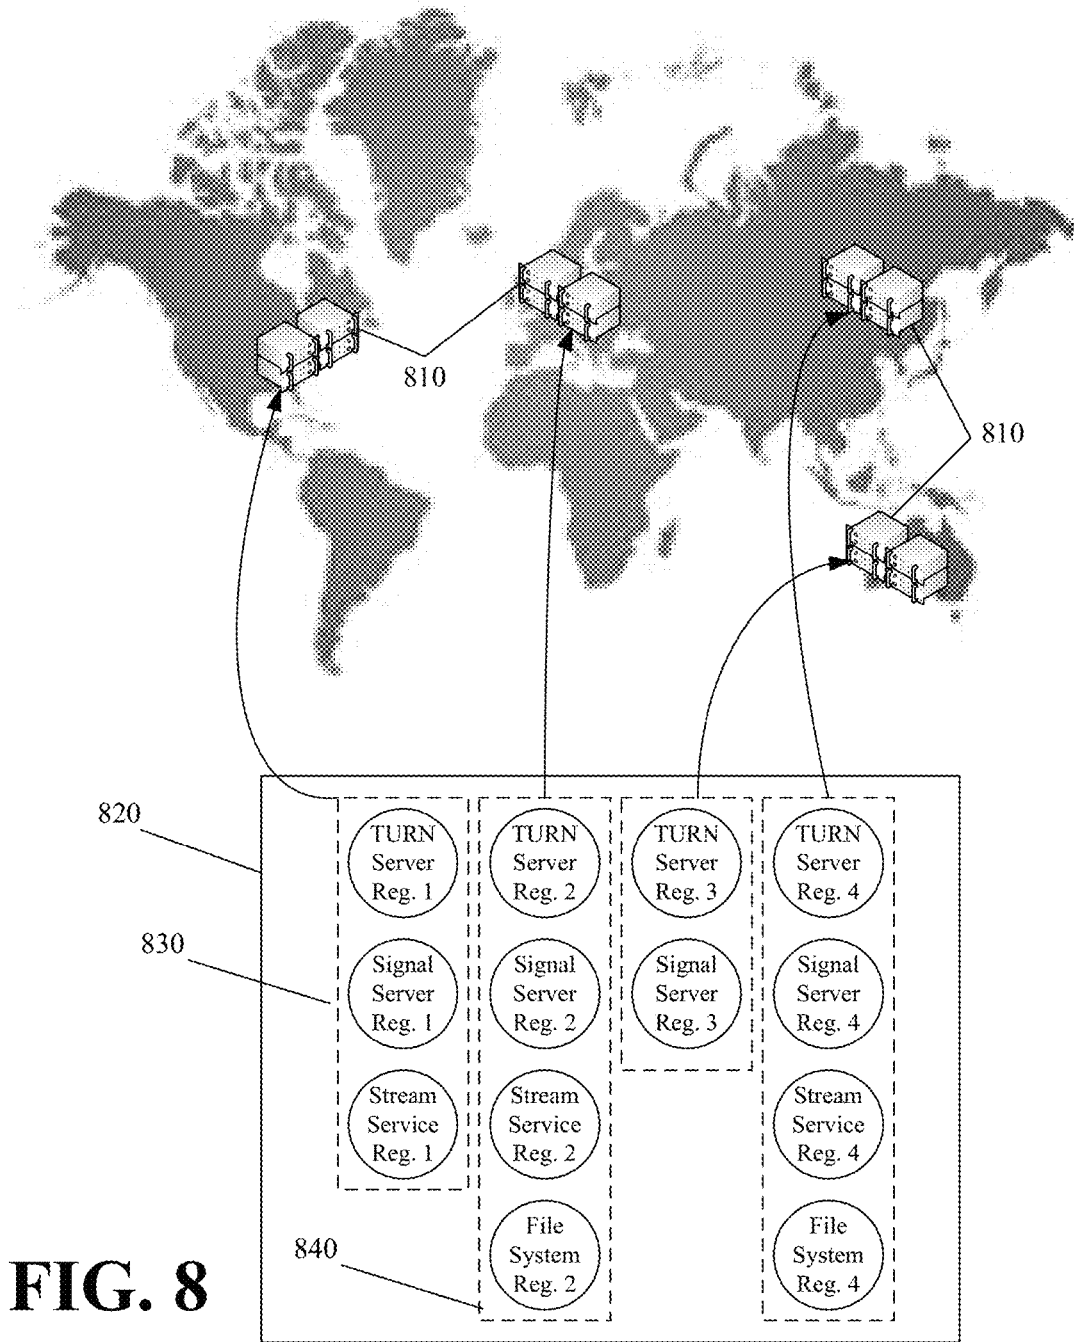 810
810
820
TURN
Server
Reg. 1
TURN
Server
Reg. 2
TURN
Server
Reg. 3
TURN
Server
Reg. 4
830
Signal
Server
Reg. 1
Signal
Server
Reg. 2
Signal
Server
Reg. 3
Signal
Server
Reg. 4
Stream
Service
Reg. 1
Stream
Service
Reg. 2
Stream
Service
Reg. 4
840
File
System
Reg. 2
File
System
Reg. 4
FIG. 8